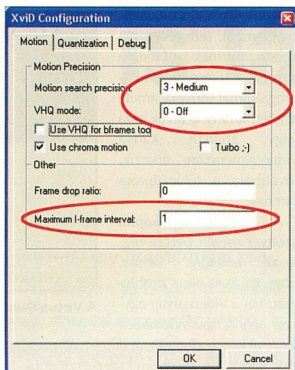 XviD Configuration
Motion Quantization Debug
Motion Precision
Motion search precision: 3 - Medium
VHQ mode: 0 - Off
Use VHQ for bframes too
Use chroma motion Turbo ;-)
Other
Frame drop ratio: 0
Maximum I-frame interval: 1
OK Cancel